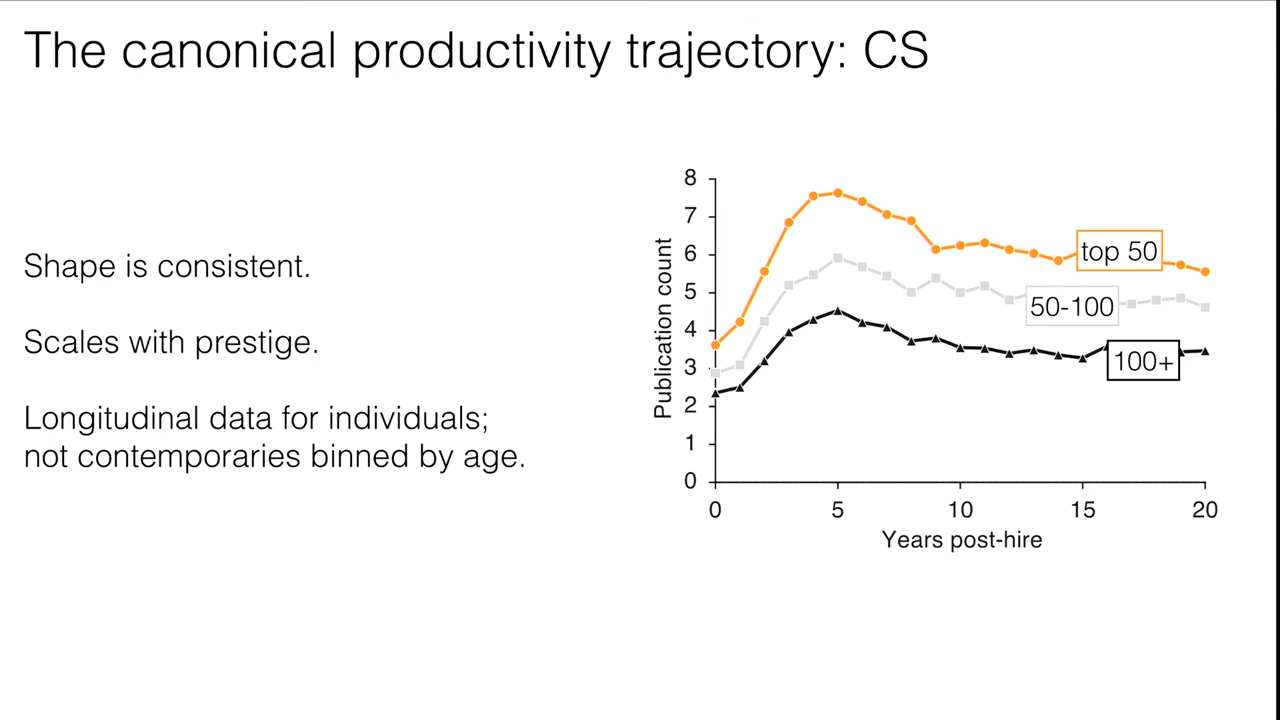 The canonical productivity trajectory: CS
Shape is consistent.
Scales with prestige.
Longitudinal data for individuals;
not contemporaries binned by age.
Publication count
8
7
6
5
4
3
2
1
0
top 50
50-100
100+
0 5 10 15 20
Years post-hire